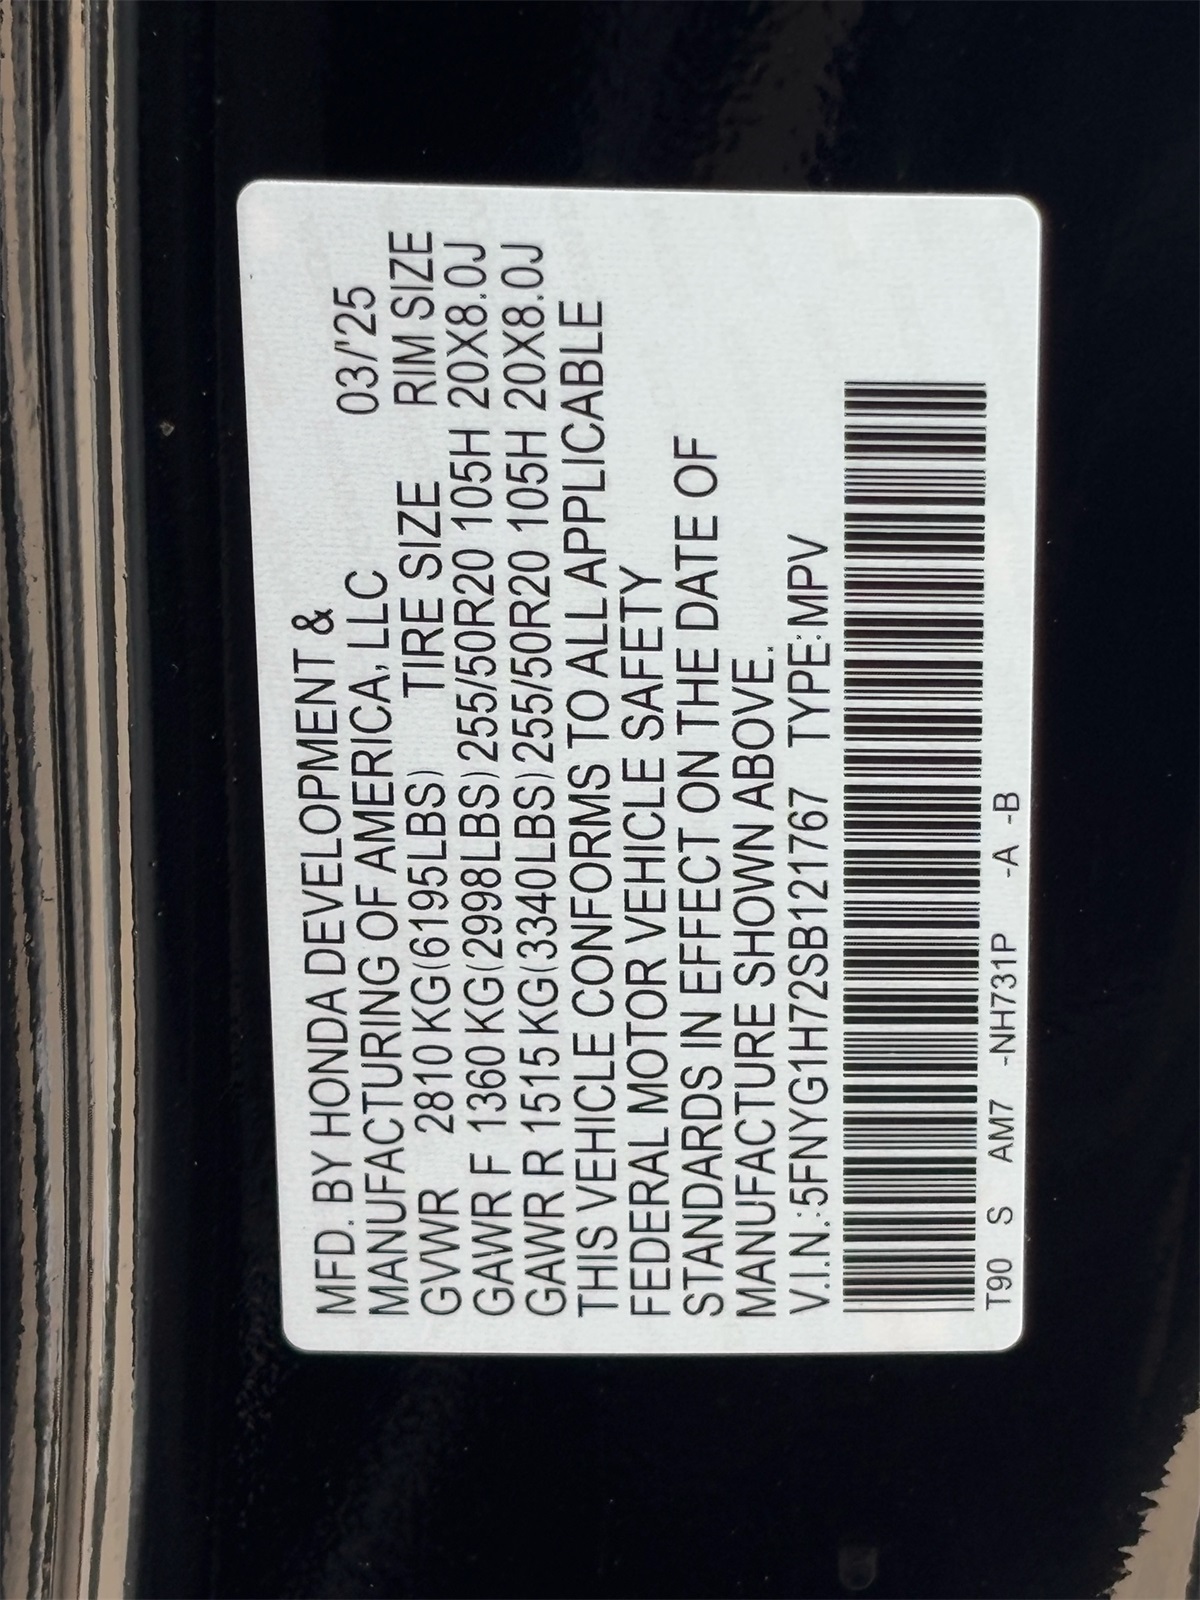 MFD. BY HONDA DEVELOPMENT &
MANUFACTURING OF AMERICA, LLC 03/'25
GVWR 2810 KG(6195LBS) TIRE SIZE RIM SIZE
GAWR F 1360 KG(2998LBS) 255/50R20 105H 20X8.0J
GAWR R 1515 KG(3340LBS) 255/50R20 105H 20X8.0J
THIS VEHICLE CONFORMS TO ALL APPLICABLE
FEDERAL MOTOR VEHICLE SAFETY
STANDARDS IN EFFECT ON THE DATE OF
MANUFACTURE SHOWN ABOVE.
V.I.N.:5FNYG1H72SB121767 TYPE:MPV
T90 S AM7 -NH731P -A -B